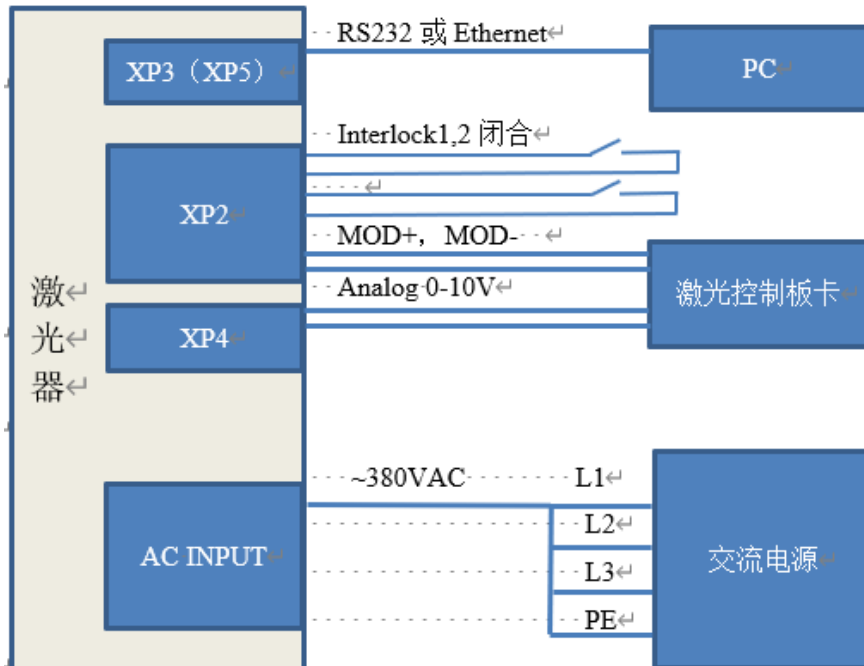 RS232 或 Ethernet
XP3（XP5）
PC
Interlock1,2 闭合
XP2
MOD+，MOD-
Analog 0-10V
激光控制板卡
激
光
器
XP4
~380VAC
L1
L2
AC INPUT
交流电源
L3
PE